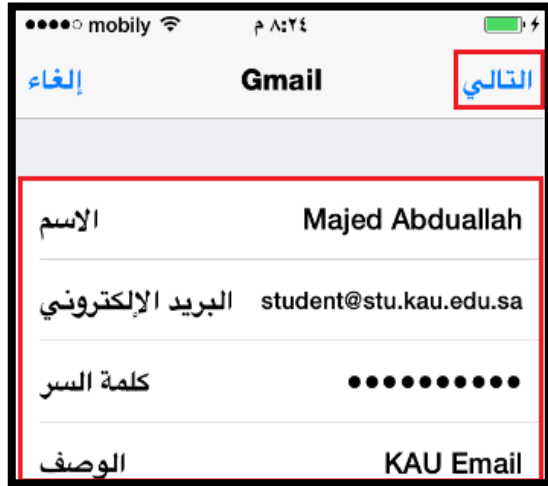 mobily ٨:٢٤ م
إلغاء Gmail التالي
الاسم Majed Abduallah
البريد الإلكتروني student@stu.kau.edu.sa
كلمة السر ●●●●●●●●●●
الوصف KAU Email